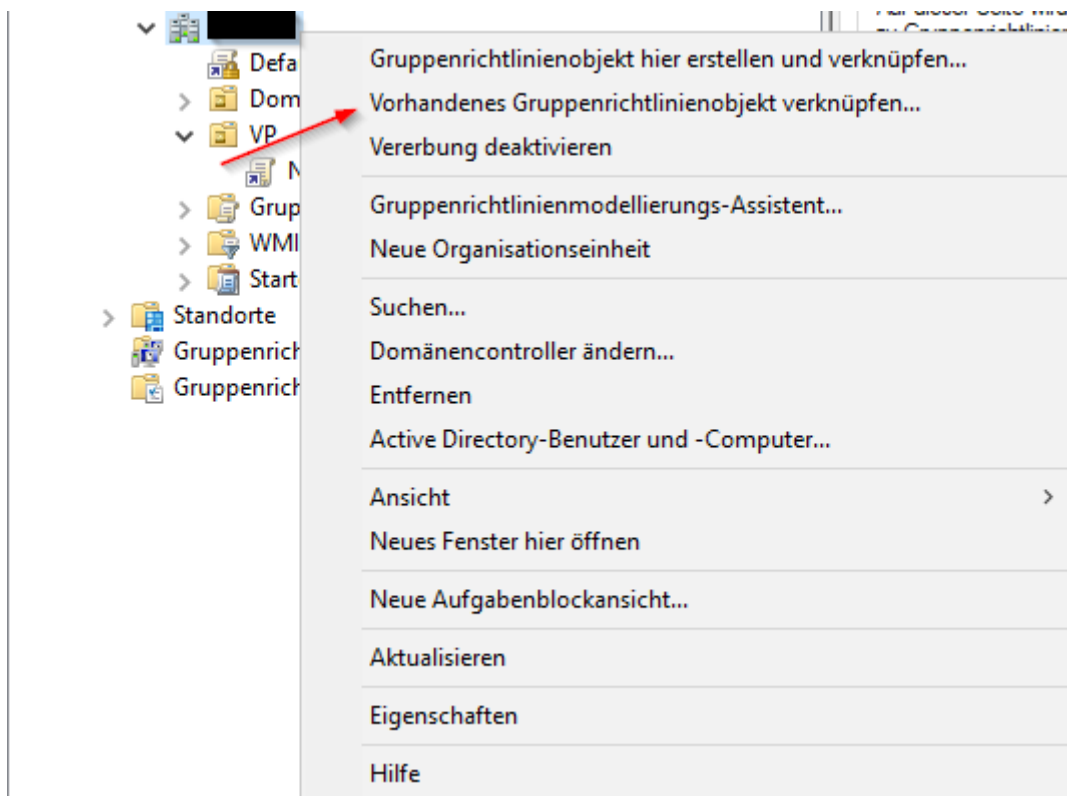 Gruppenrichtlinienobjekt hier erstellen und verknüpfen...
Defa
Vorhandenes Gruppenrichtlinienobjekt verknüpfen...
Dom
VP
Vererbung deaktivieren
N
Gruppenrichtlinienmodellierungs-Assistent...
Grup
WMI
Neue Organisationseinheit
Start
Suchen...
Standorte
Domänencontroller ändern...
Gruppenrich
Gruppenrich
Entfernen
Active Directory-Benutzer und -Computer...
Ansicht
Neues Fenster hier öffnen
Neue Aufgabenblockansicht...
Aktualisieren
Eigenschaften
Hilfe